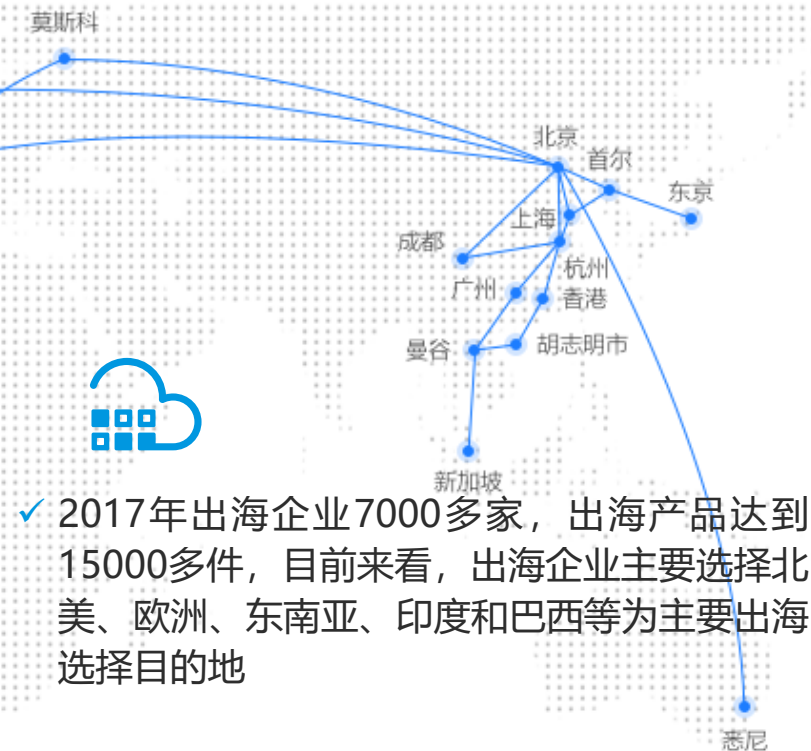 莫斯科
北京
首尔
东京
上海
成都
杭州
广州
香港
胡志明市
曼谷
新加坡
✓ 2017年出海企业7000多家，出海产品达到
15000多件，目前来看，出海企业主要选择北
美、欧洲、东南亚、印度和巴西等为主要出海
选择目的地
悉尼